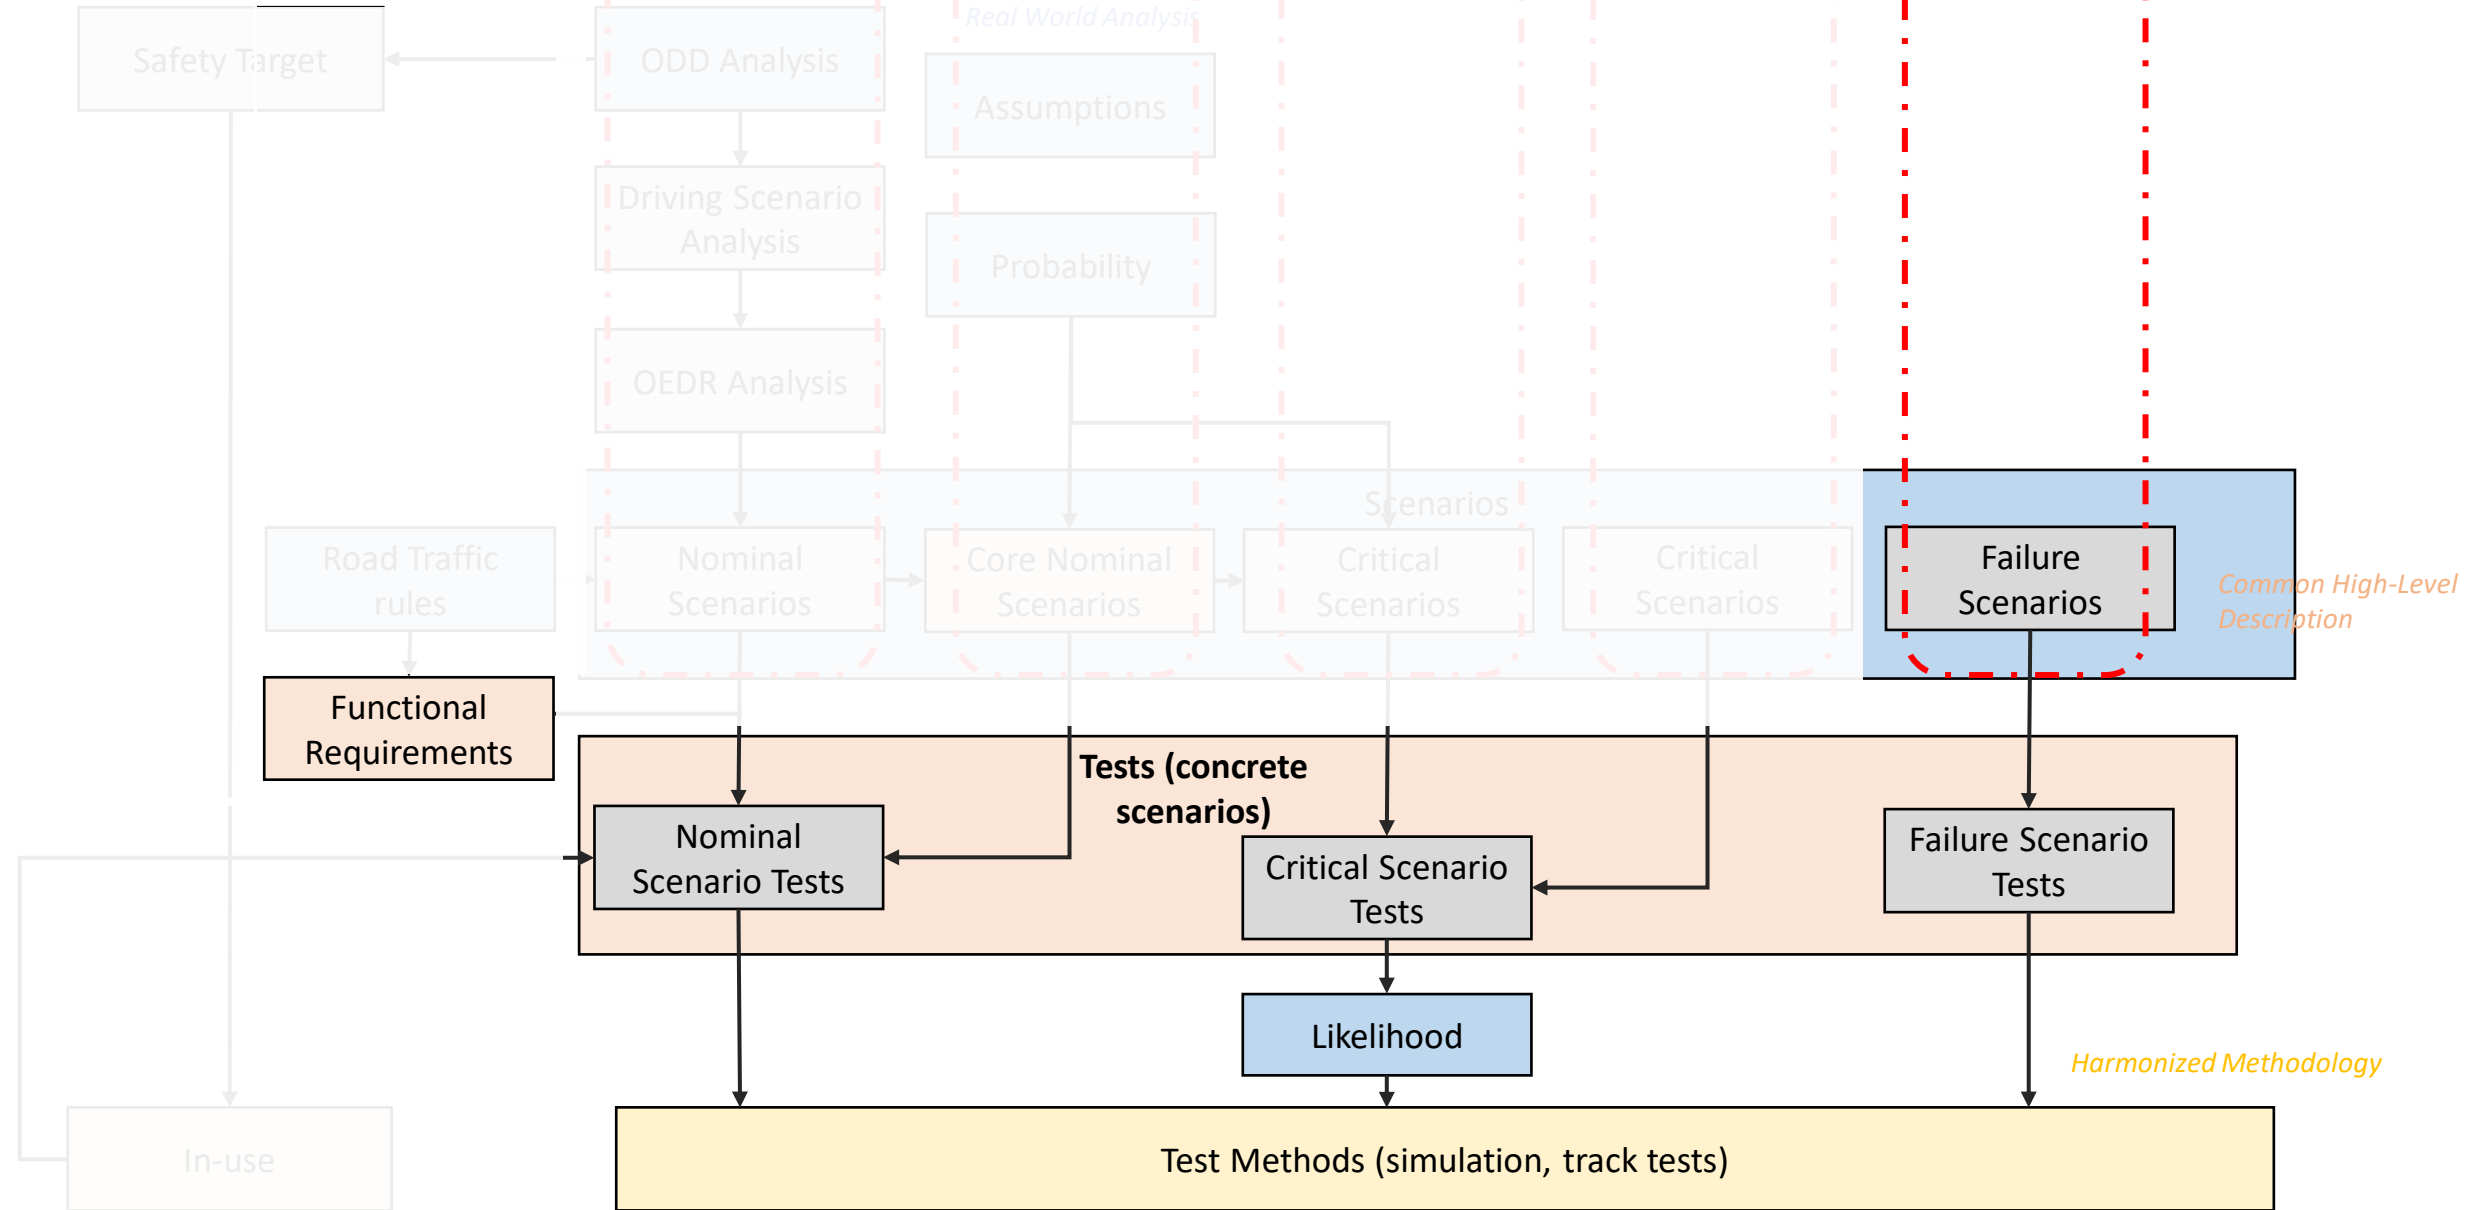 Real World Analysis
Safety Target
ODD Analysis
Assumptions
Driving Scenario
Analysis
Probability
OEDR Analysis
Scenarios
Road Traffic
rules
Nominal
Scenarios
Core Nominal
Scenarios
Critical
Scenarios
Critical
Scenarios
Failure
Scenarios
Common High-Level
Description
Functional
Requirements
Tests (concrete
scenarios)
Nominal
Scenario Tests
Critical Scenario
Tests
Failure Scenario
Tests
Likelihood
Harmonized Methodology
In-use
Test Methods (simulation, track tests)